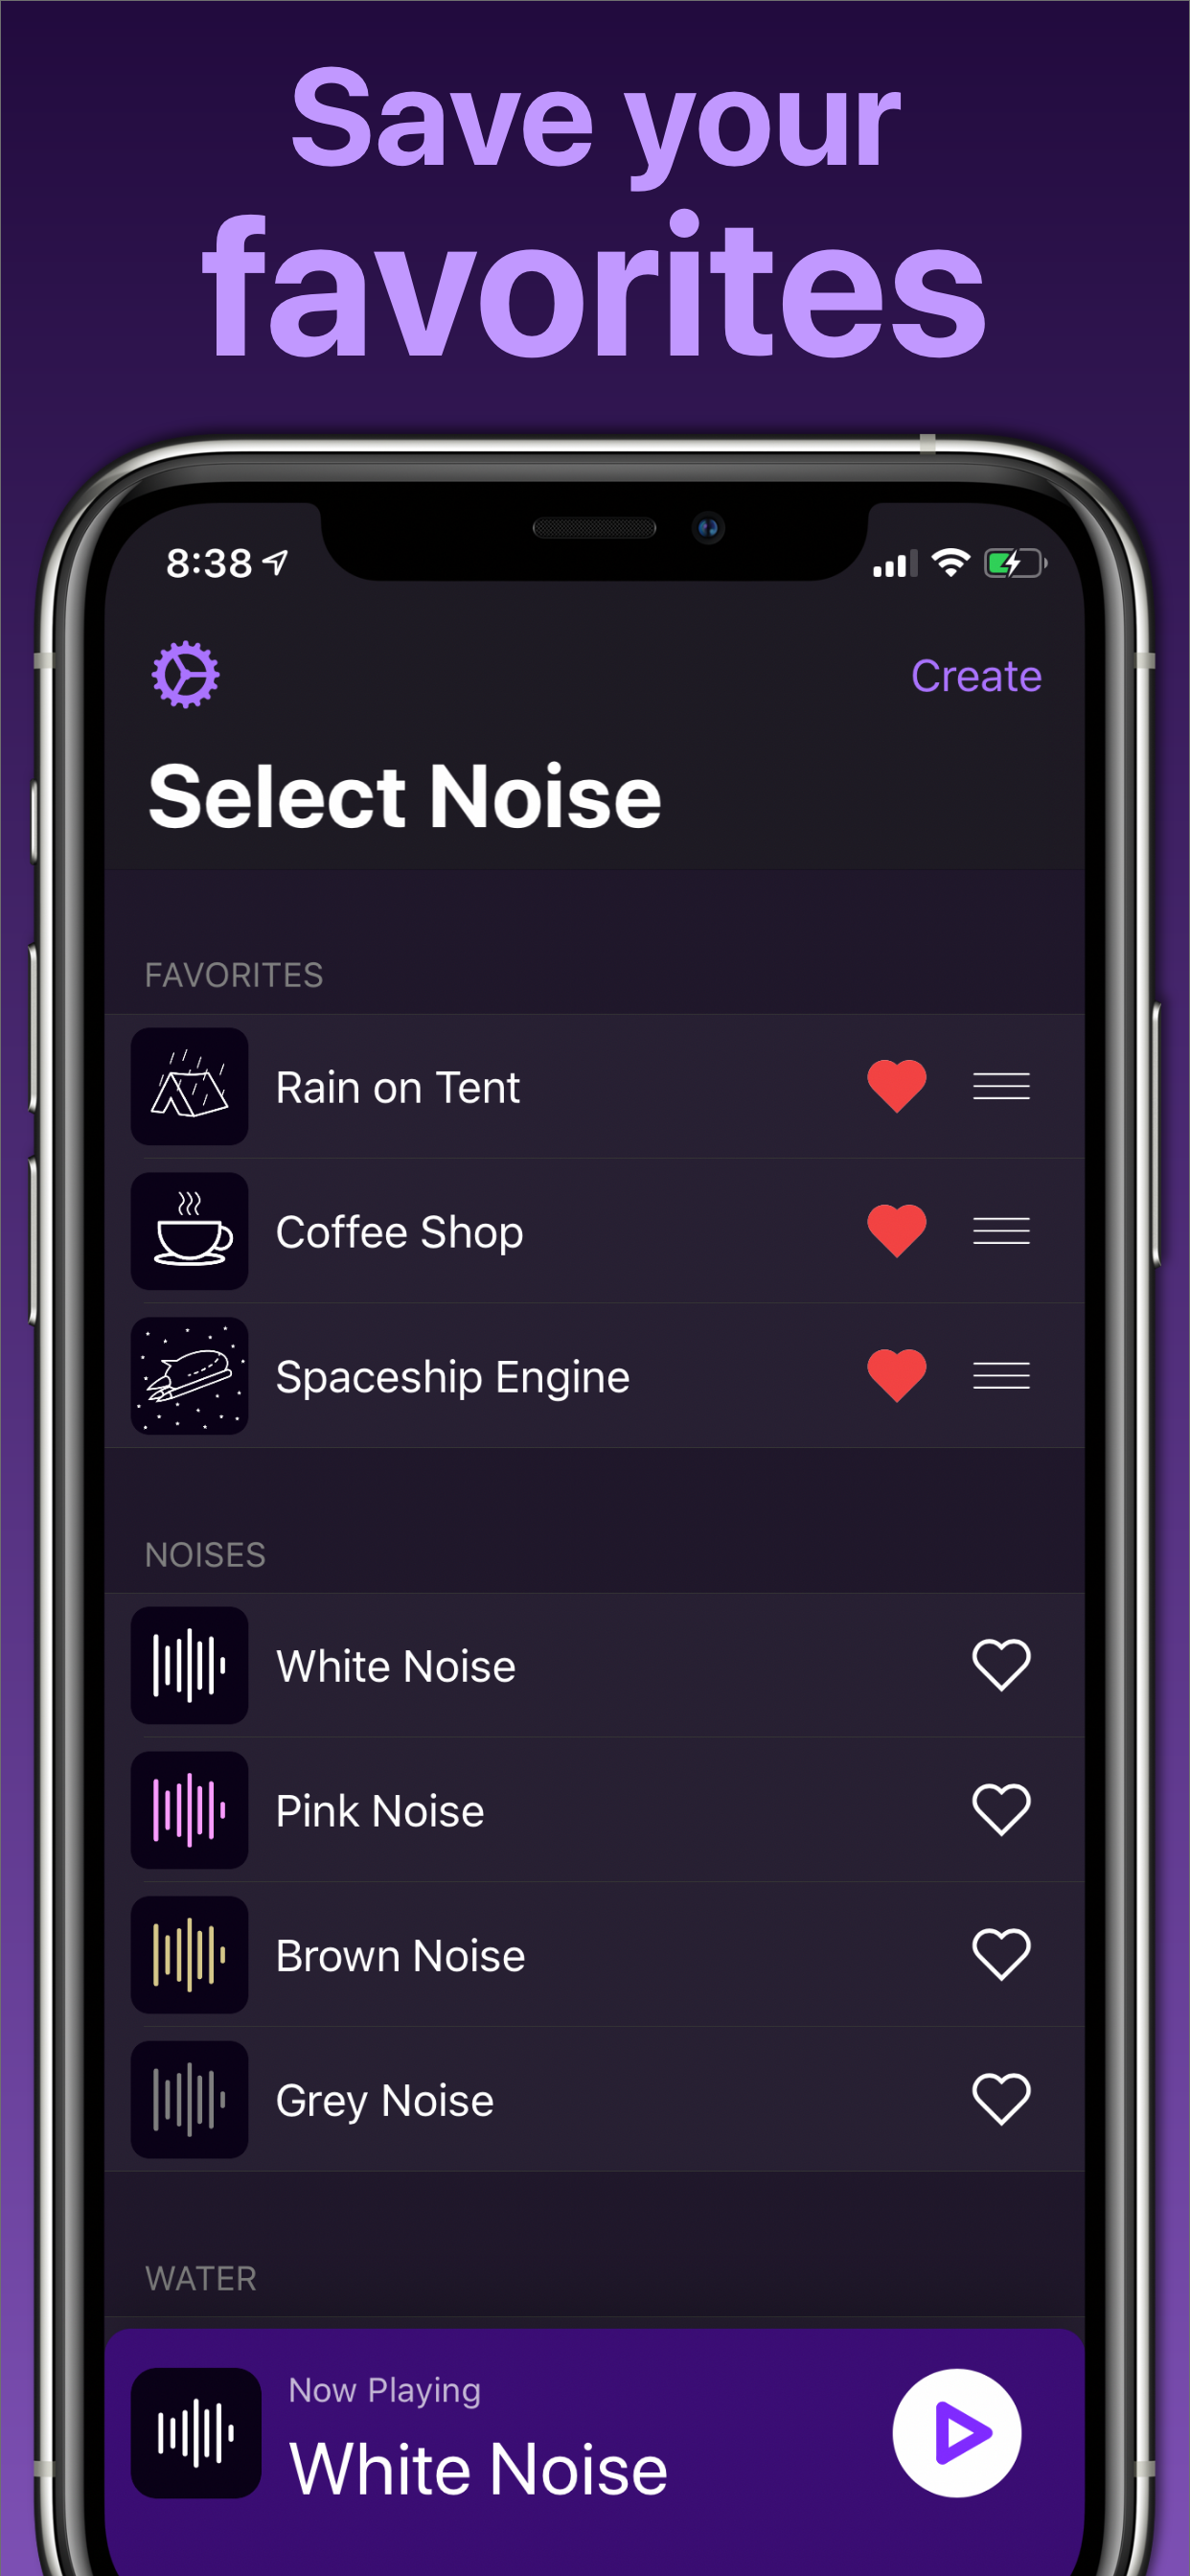 Save your
favorites
8:38
Create
Select Noise
FAVORITES
Rain on Tent
Coffee Shop
Spaceship Engine
NOISES
White Noise
Pink Noise
Brown Noise
Grey Noise
WATER
Now Playing
White Noise